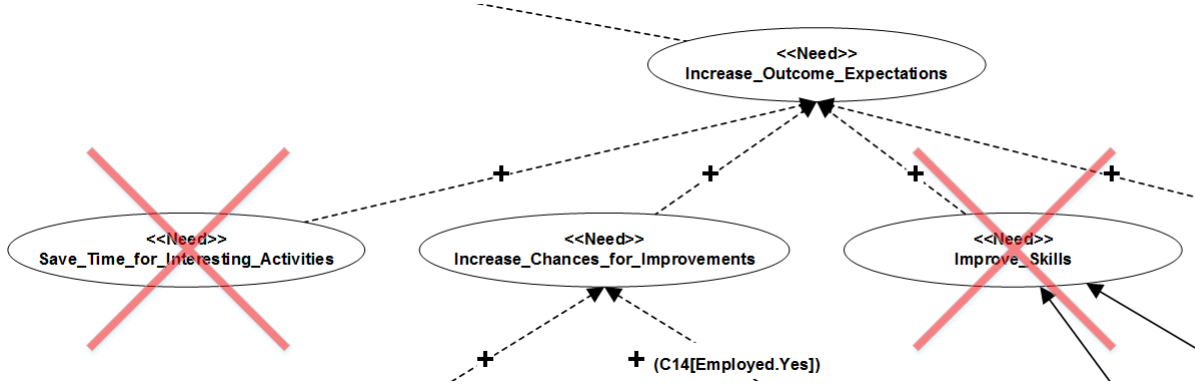 <<Need>>
Increase_Outcome_Expectations
+
+
+
+
<<Need>>
Save_Time_for_Interesting_Activities
<<Need>>
Increase_Chances_for_Improvements
<<Need>>
Improve_Skills
+
+ (C14[Employed.Yes])